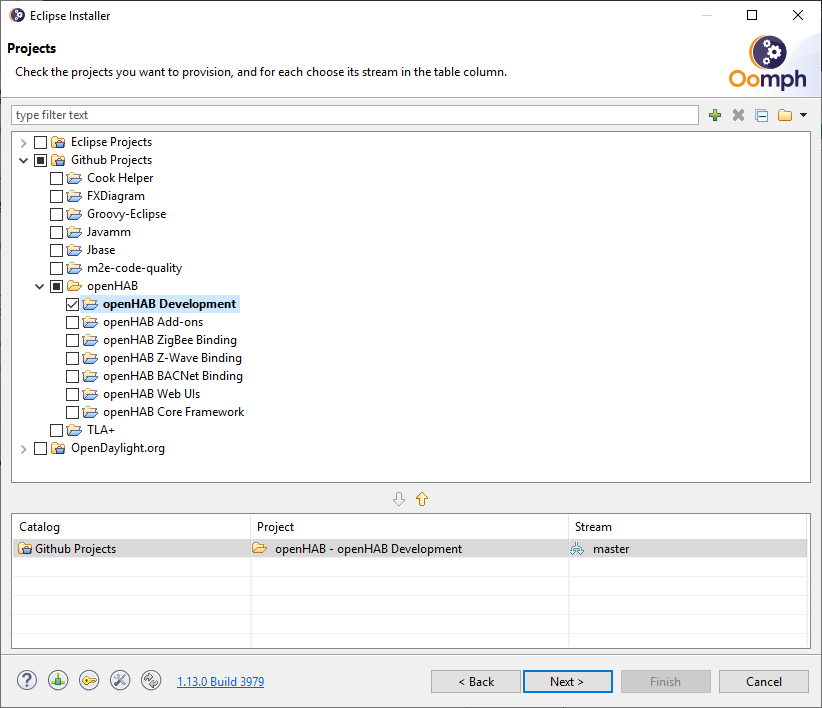 Eclipse Installer
Projects
Check the projects you want to provision, and for each choose its stream in the table column.
Oomph
type filter text
Eclipse Projects
Github Projects
Cook Helper
FXDiagram
Groovy-Eclipse
Javamm
Jbase
m2e-code-quality
openHAB
openHAB Development
openHAB Add-ons
openHAB ZigBee Binding
openHAB Z-Wave Binding
openHAB BACNet Binding
openHAB Web UIs
openHAB Core Framework
TLA+
OpenDaylight.org
Catalog Project Stream
Github Projects openHAB - openHAB Development master
? 1.13.0 Build 3979 < Back Next > Finish Cancel